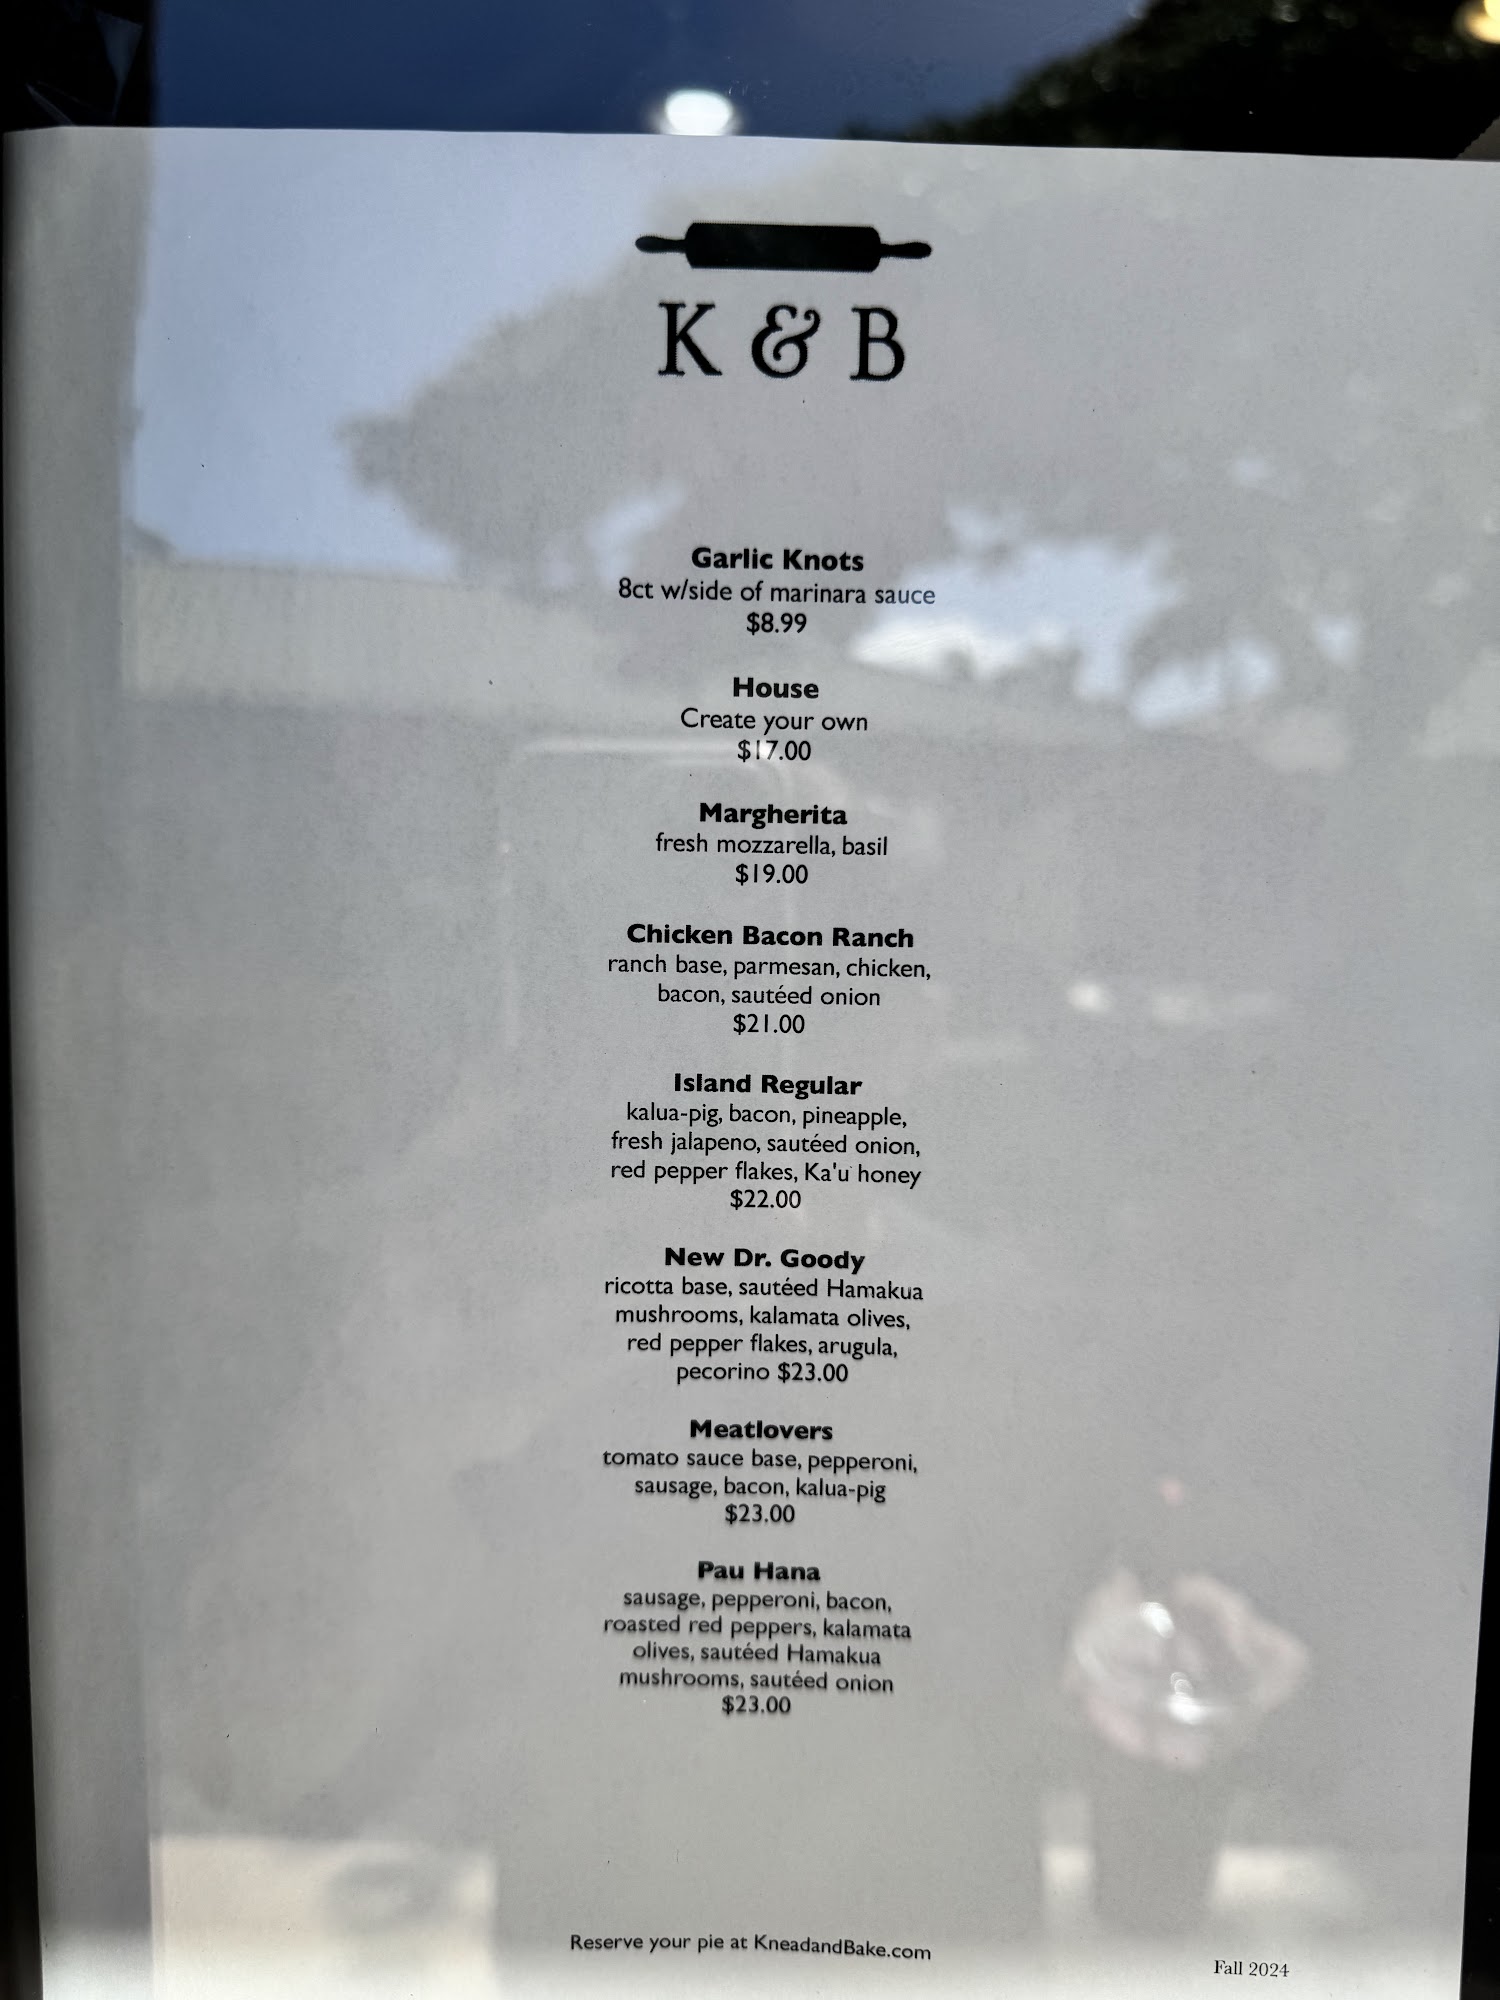 K & B
Garlic Knots
8ct w/side of marinara sauce
$8.99
House
Create your own
$17.00
Margherita
fresh mozzarella, basil
$19.00
Chicken Bacon Ranch
ranch base, parmesan, chicken,
bacon, sautéed onion
$21.00
Island Regular
kalua-pig, bacon, pineapple,
fresh jalapeno, sautéed onion,
red pepper flakes, Ka'u honey
$22.00
New Dr. Goody
ricotta base, sautéed Hamakua
mushrooms, kalamata olives,
red pepper flakes, arugula,
pecorino $23.00
Meatlovers
tomato sauce base, pepperoni,
sausage, bacon, kalua-pig
$23.00
Pau Hana
sausage, pepperoni, bacon,
roasted red peppers, kalamata
olives, sautéed Hamakua
mushrooms, sautéed onion
$23.00
Reserve your pie at KneadandBake.com
Fall 2024